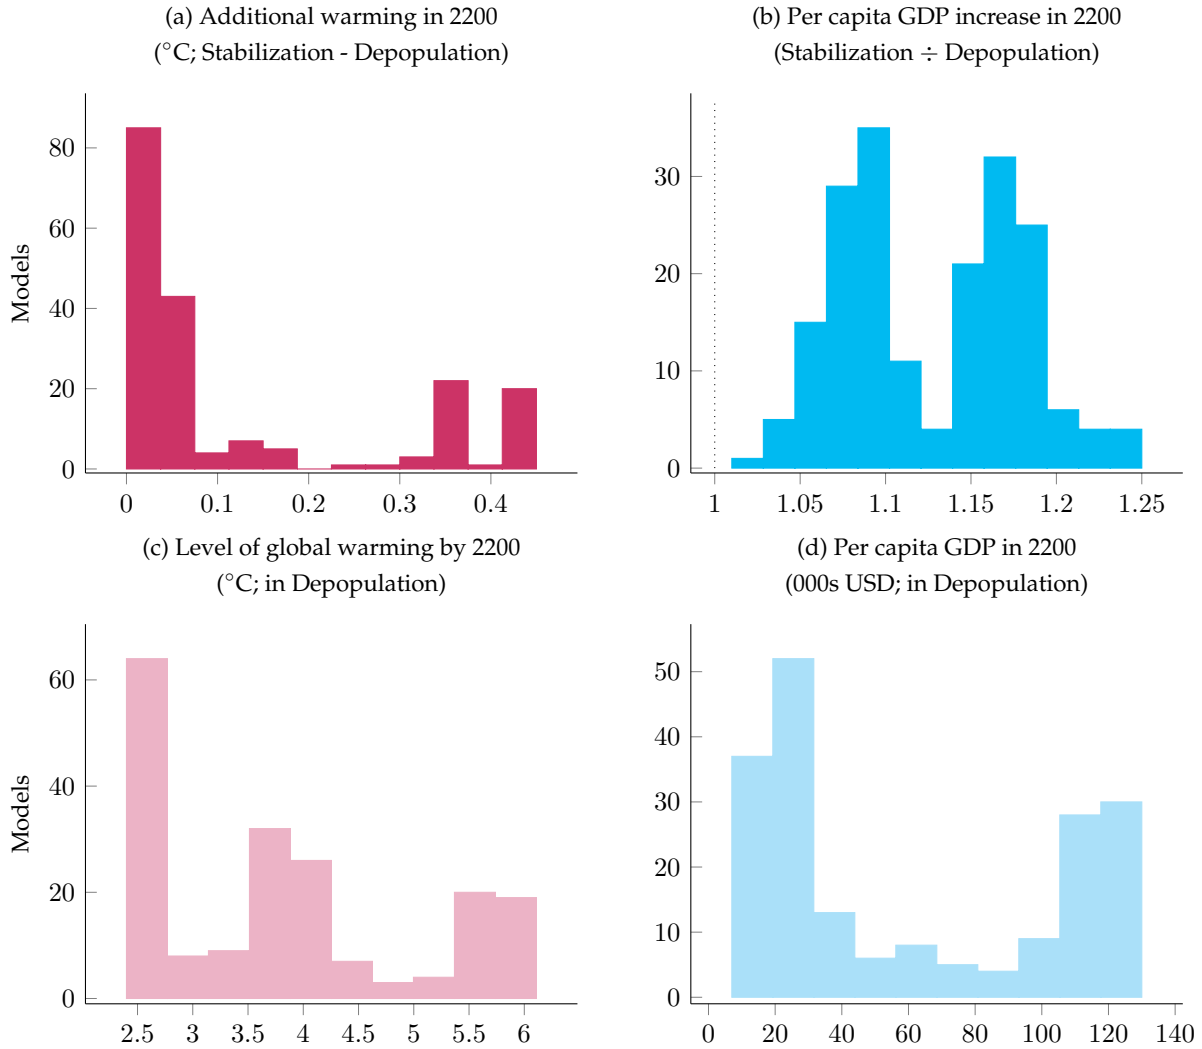 (a) Additional warming in 2200
(°C; Stabilization - Depopulation)
Models
80
60
40
20
0
0 0.1 0.2 0.3 0.4
(b) Per capita GDP increase in 2200
(Stabilization ÷ Depopulation)
30
20
10
0
1 1.05 1.1 1.15 1.2 1.25
(c) Level of global warming by 2200
(°C; in Depopulation)
Models
60
40
20
0
2.5 3 3.5 4 4.5 5 5.5 6
(d) Per capita GDP in 2200
(000s USD; in Depopulation)
50
40
30
20
10
0
0 20 40 60 80 100 120 140